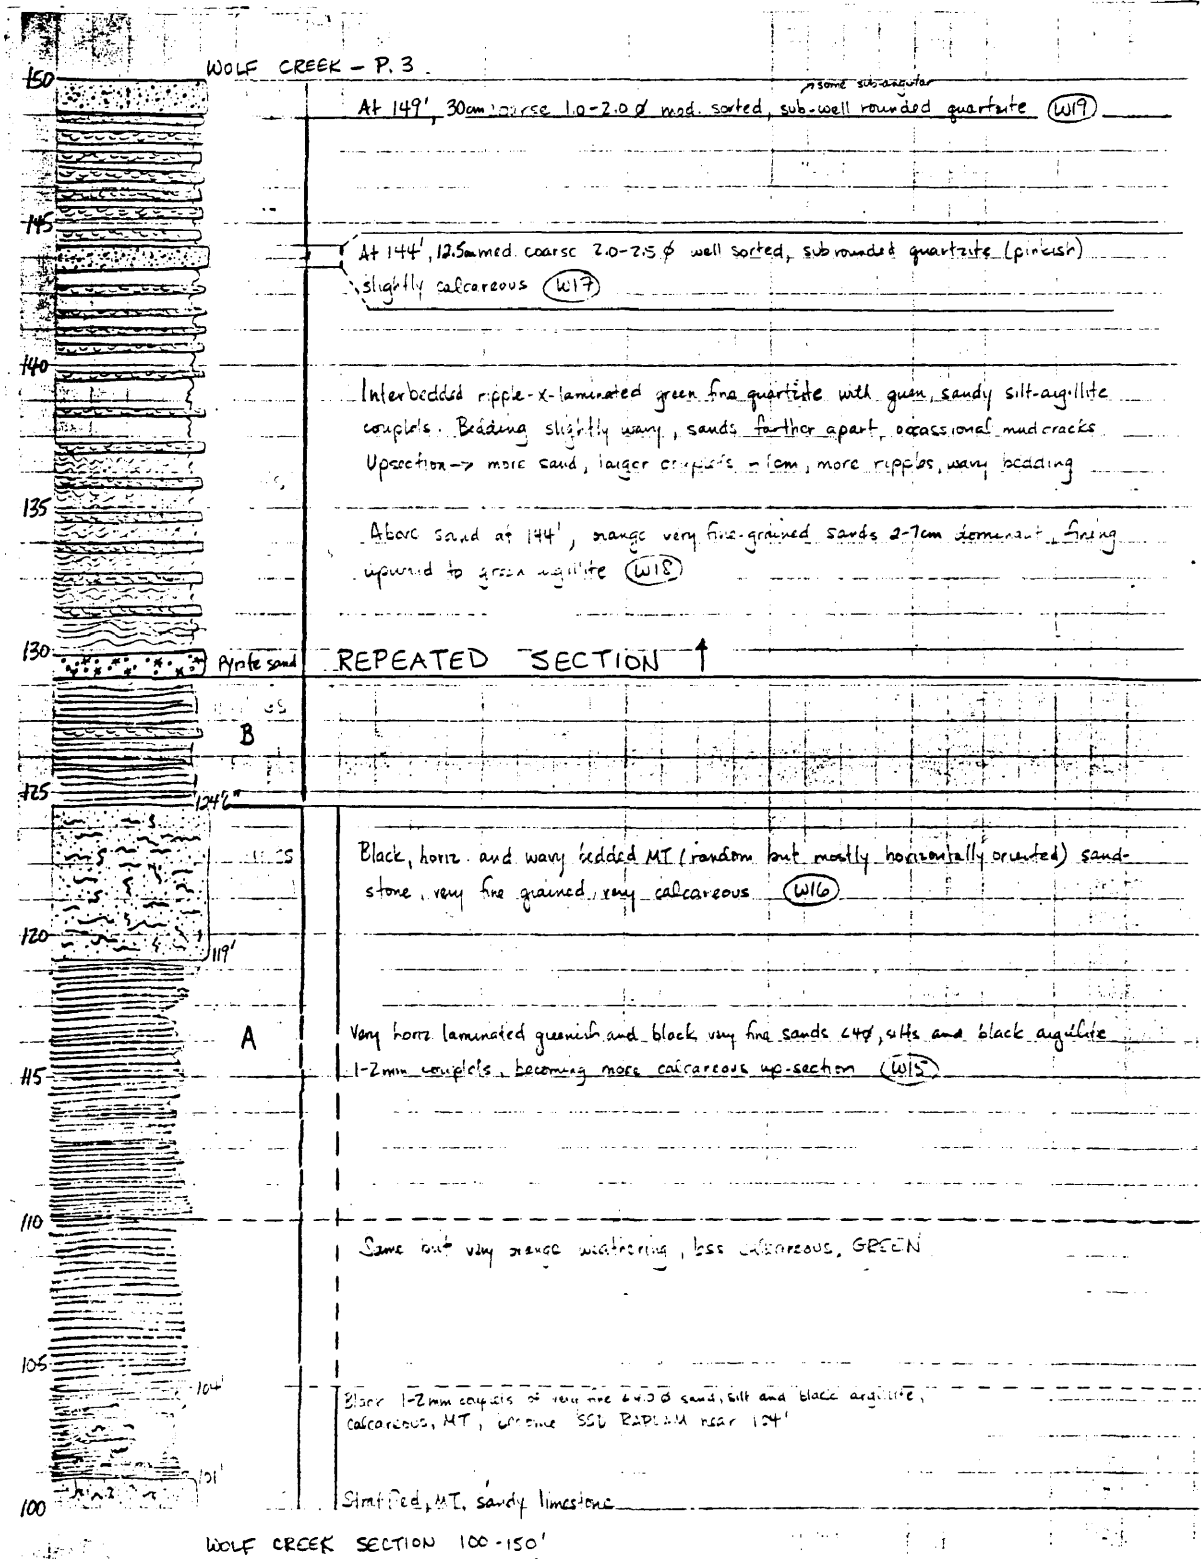 WOLF CREEK - P. 3
150
↗ some sub-angular
At 149', 30cm coarse 1.0-2.0 Ø mod. sorted, sub-well rounded quartzite (W19)
145
At 144', 12.5cm med. coarse 2.0-2.5 Ø well sorted, subrounded quartzite (pinkish)
slightly calcareous (W17)
140
Interbedded ripple-x-laminated green fine quartzite with green, sandy silt-argillite
couplets. Bedding slightly wavy, sands farther apart, occassional mudcracks
Upsection -> more sand, larger couplets ~1cm, more ripples, wavy bedding
135
Above sand at 144', orange very fine-grained sands 2-7cm dominant, fining
upward to green argillite (W18)
130
Pyrite sand REPEATED SECTION ↑
B
125
124'2"
Black, horiz. and wavy bedded MT (random but mostly horizontally oriented) sand-
stone, very fine grained, very calcareous (W16)
120
119'
A
Very horiz laminated greenish and black very fine sands <4Ø, silts and black argillite
1-2mm couplets, becoming more calcareous up-section (W15)
115
110
Same but very orange weathering, less calcareous, GREEN
105
104'
Black 1-2mm couplets of very fine sand, silt and black argillite,
calcareous, MT, near 104'
101'
100
Stratified, MT, sandy limestone
WOLF CREEK SECTION 100-150'